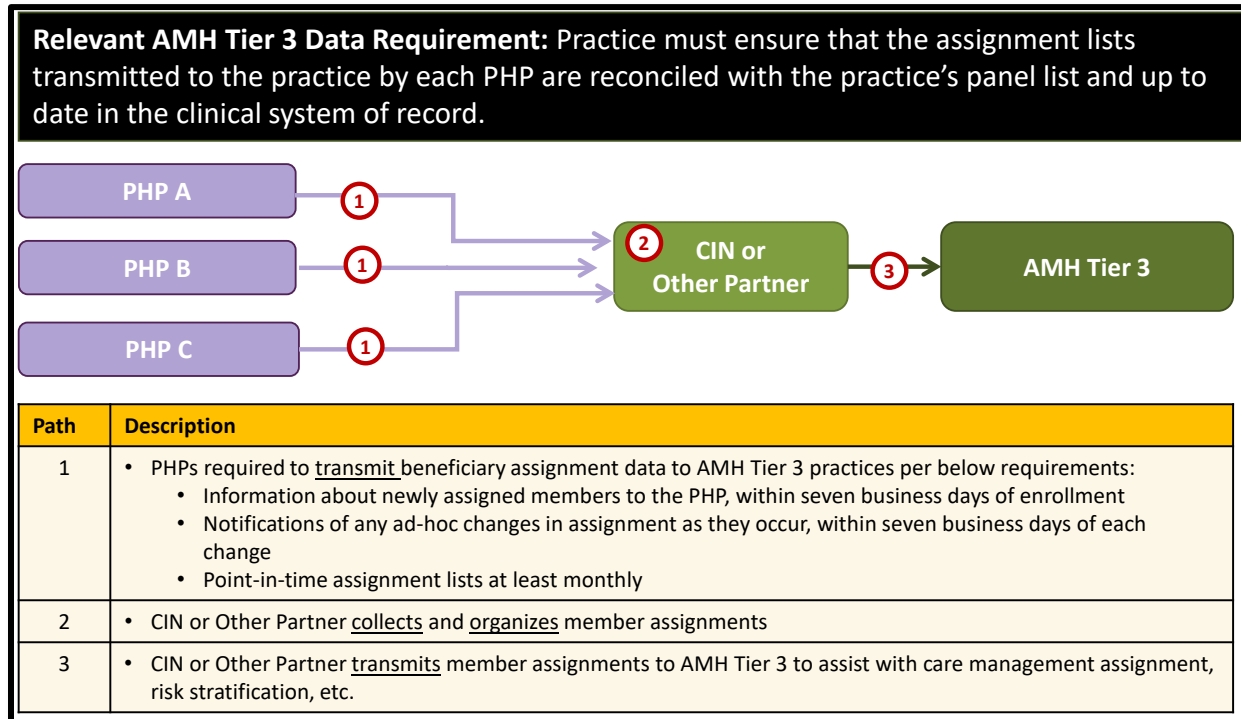 Relevant AMH Tier 3 Data Requirement: Practice must ensure that the assignment lists
transmitted to the practice by each PHP are reconciled with the practice's panel list and up to
date in the clinical system of record.
PHP A
1
PHP B
1
PHP C
1
2
CIN or
Other Partner
3
AMH Tier 3
Path Description
1 • PHPs required to transmit beneficiary assignment data to AMH Tier 3 practices per below requirements:
• Information about newly assigned members to the PHP, within seven business days of enrollment
• Notifications of any ad-hoc changes in assignment as they occur, within seven business days of each
change
• Point-in-time assignment lists at least monthly
2 • CIN or Other Partner collects and organizes member assignments
3 • CIN or Other Partner transmits member assignments to AMH Tier 3 to assist with care management assignment,
risk stratification, etc.